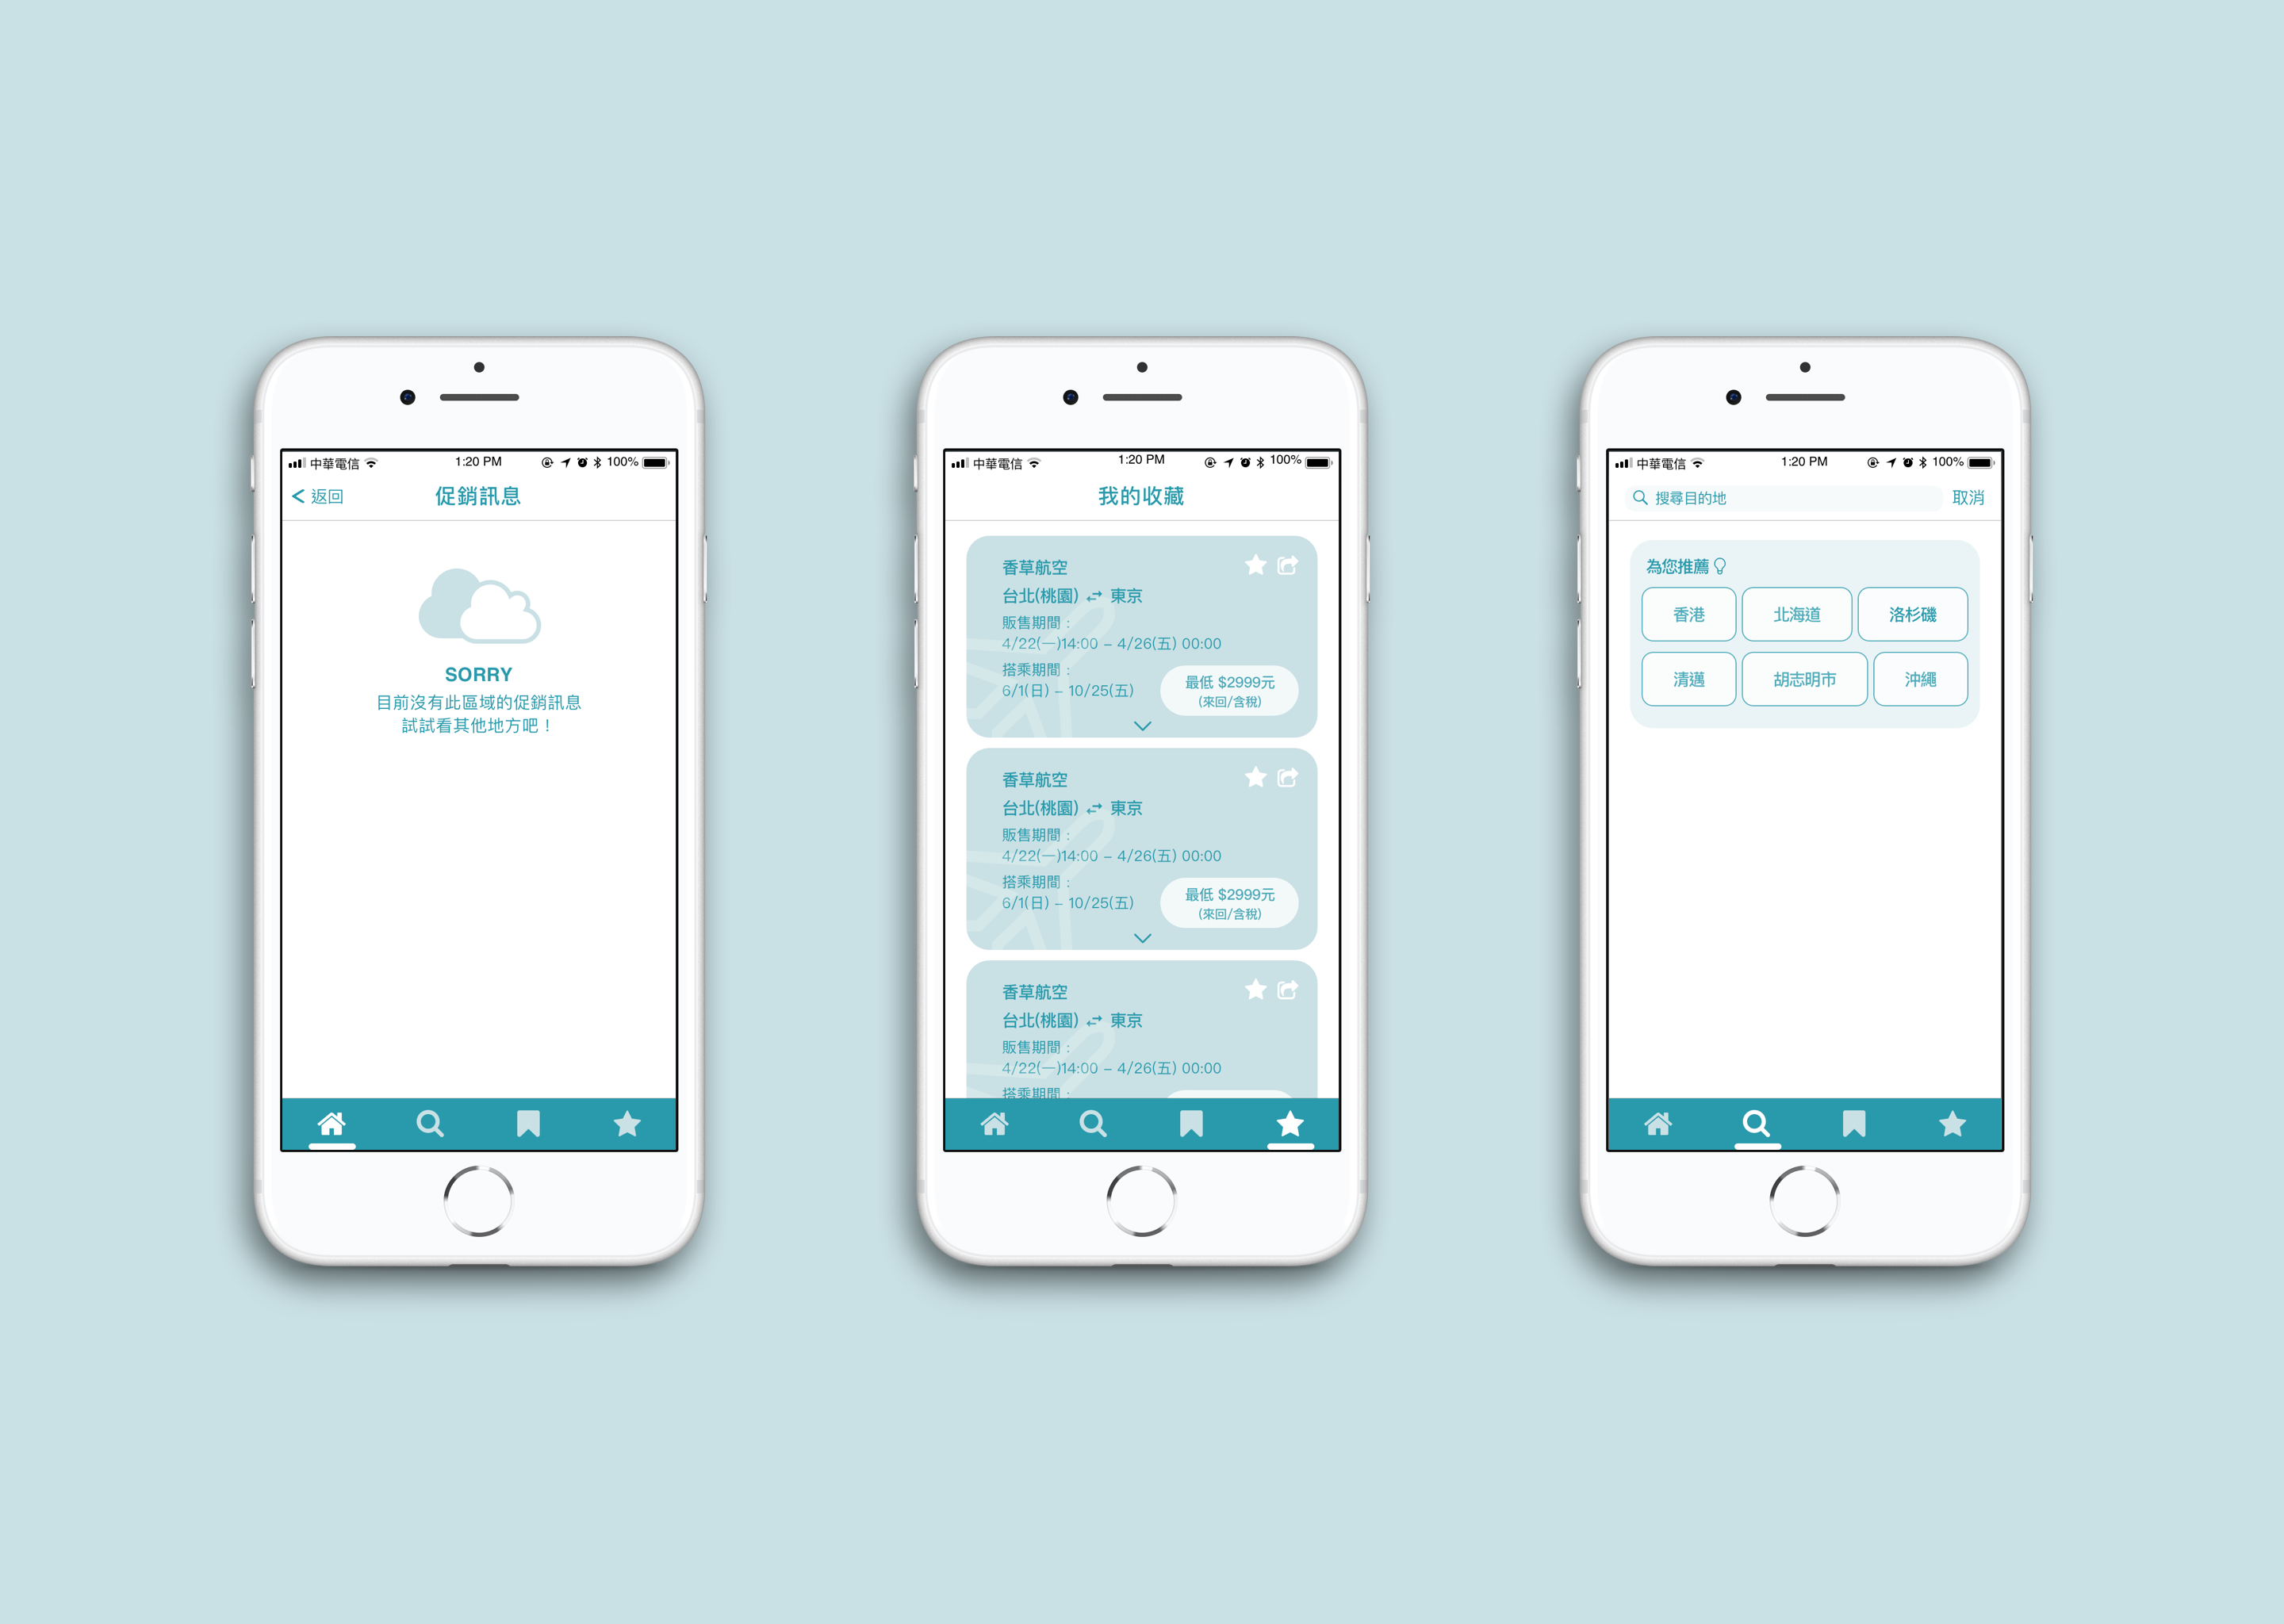 中華電信 1:20 PM 100%
返回 促銷訊息
SORRY
目前沒有此區域的促銷訊息
試試看其他地方吧！
中華電信 1:20 PM 100%
我的收藏
香草航空
台北(桃園) ⇄ 東京
販售期間：
4/22(一)14:00 – 4/26(五) 00:00
搭乘期間：
6/1(日) – 10/25(五)
最低 $2999元
(來回/含稅)
香草航空
台北(桃園) ⇄ 東京
販售期間：
4/22(一)14:00 – 4/26(五) 00:00
搭乘期間：
6/1(日) – 10/25(五)
最低 $2999元
(來回/含稅)
香草航空
台北(桃園) ⇄ 東京
販售期間：
4/22(一)14:00 – 4/26(五) 00:00
搭乘期間：
中華電信 1:20 PM 100%
搜尋目的地 取消
為您推薦
香港 北海道 洛杉磯
清邁 胡志明市 沖繩